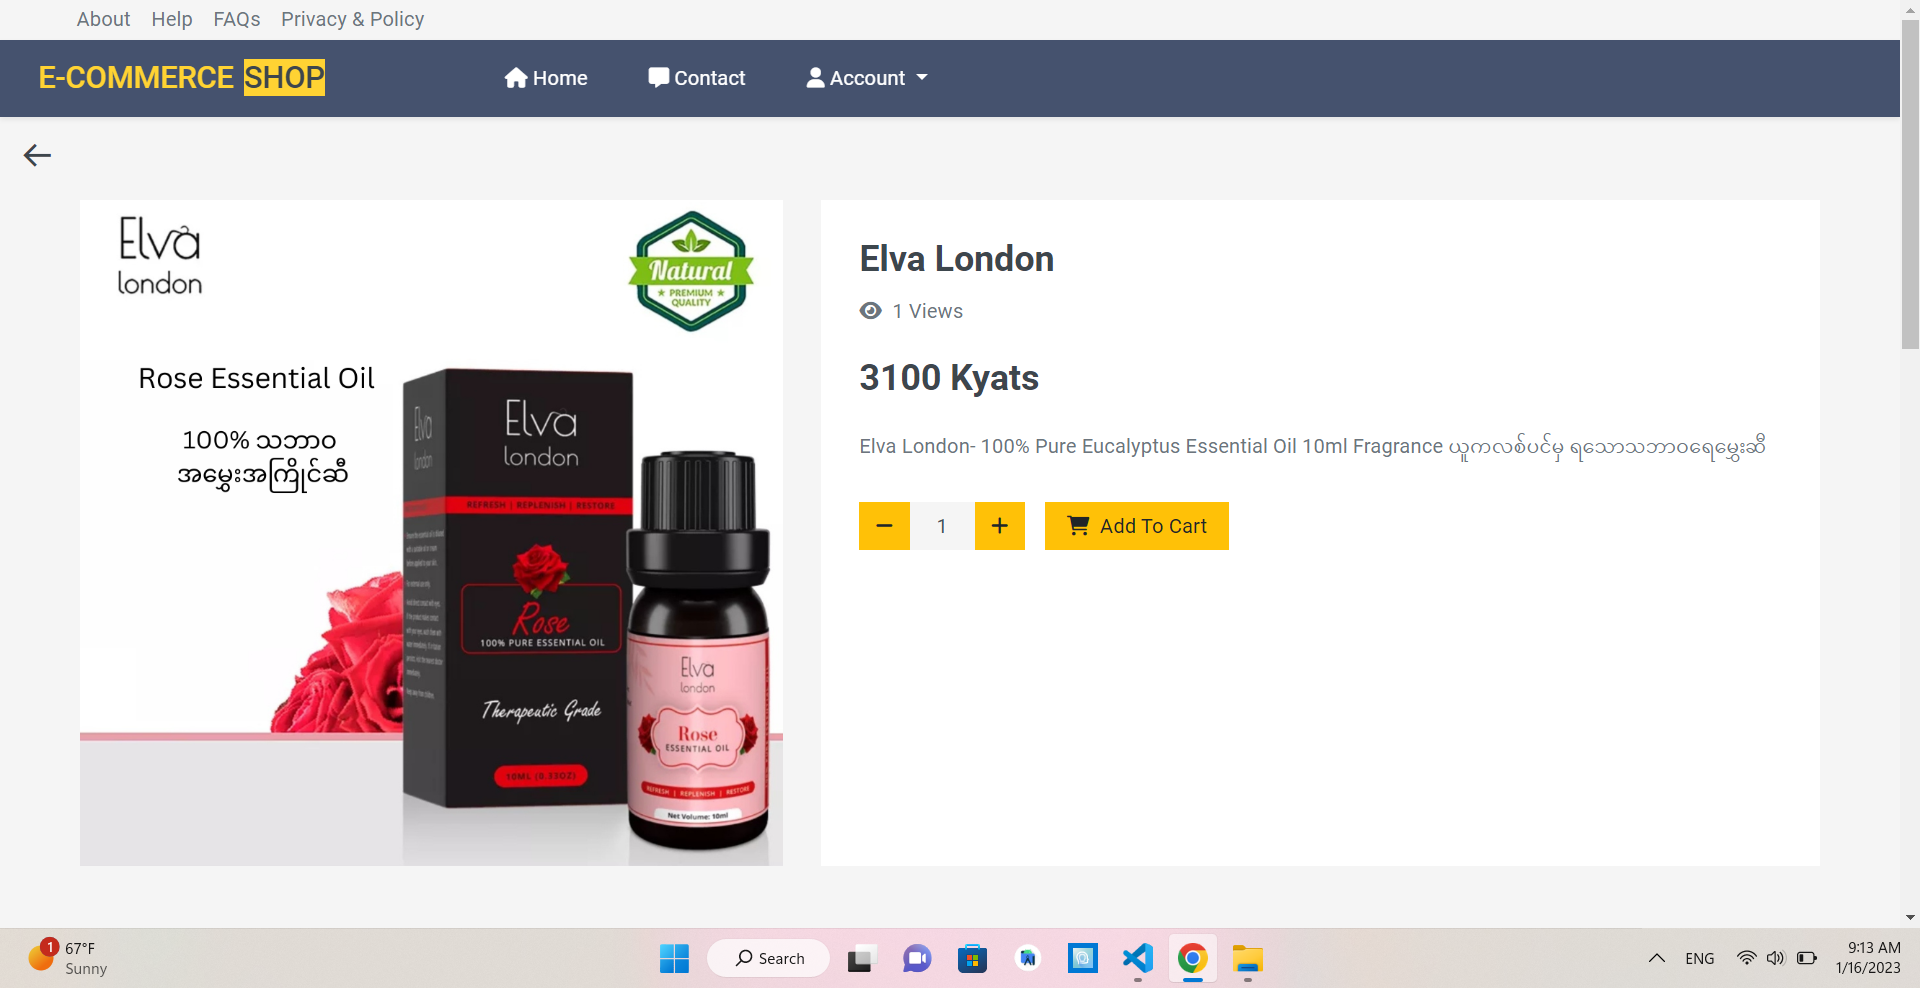 About Help FAQs Privacy & Policy
E-COMMERCE SHOP Home Contact Account
Elva
london
Natural
PREMIUM
QUALITY
Rose Essential Oil
100% သဘာဝ
အမွှေးအကြိုင်ဆီ
Elva
london
REFRESH | REPLENISH | RESTORE
Rose
100% PURE ESSENTIAL OIL
Therapeutic Grade
10ML (0.33OZ)
Elva
london
Rose
ESSENTIAL OIL
REFRESH | REPLENISH | RESTORE
Net Volume: 10ml
Elva London
1 Views
3100 Kyats
Elva London- 100% Pure Eucalyptus Essential Oil 10ml Fragrance ယူကလစ်ပင်မှ ရသောသဘာဝရေမွှေးဆီ
1
Add To Cart
1
67°F
Sunny
Search
ENG
9:13 AM
1/16/2023